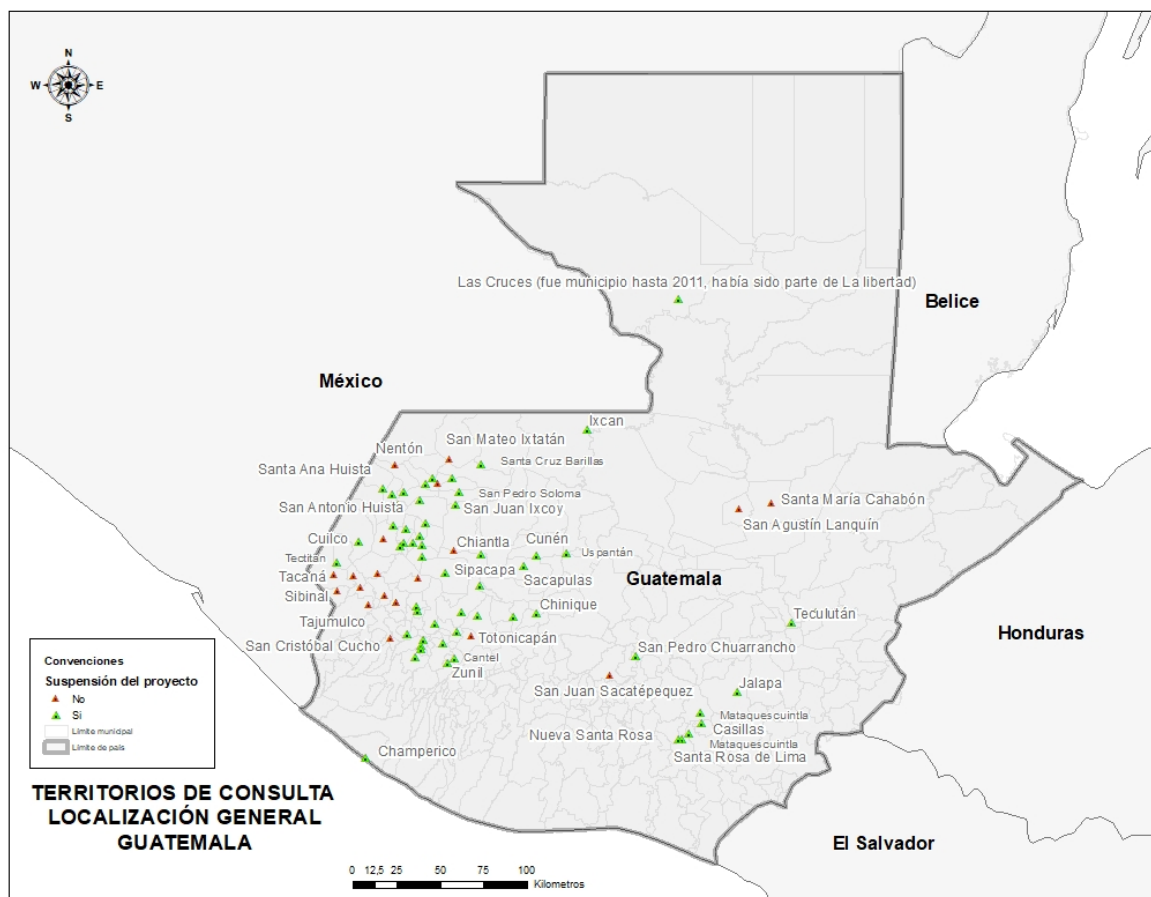 N
W E
S
Las Cruces (fue municipio hasta 2011, había sido parte de La libertad)
Belice
México
Ixcan
San Mateo Ixtatán
Nentón
Santa Cruz Barillas
Santa Ana Huista
San Pedro Soloma
San Antonio Huista
San Juan Ixcoy
Santa María Cahabón
San Agustín Lanquín
Cuilco
Chiantla
Cunén
Uspantán
Tectitán
Sipacapa
Tacaná
Sacapulas
Guatemala
Sibinal
Chinique
Tajumulco
Teculután
Honduras
San Cristóbal Cucho
Totonicapán
San Pedro Chuarrancho
Cantel
Zunil
Jalapa
San Juan Sacatépequez
Mataquescuintla
Nueva Santa Rosa
Casillas
Mataquescuintla
Champerico
Santa Rosa de Lima
El Salvador
Convenciones
Suspensión del proyecto
No
Si
Límite municipal
Límite de país
TERRITORIOS DE CONSULTA
LOCALIZACIÓN GENERAL
GUATEMALA
0 12,5 25 50 75 100
Kilometros